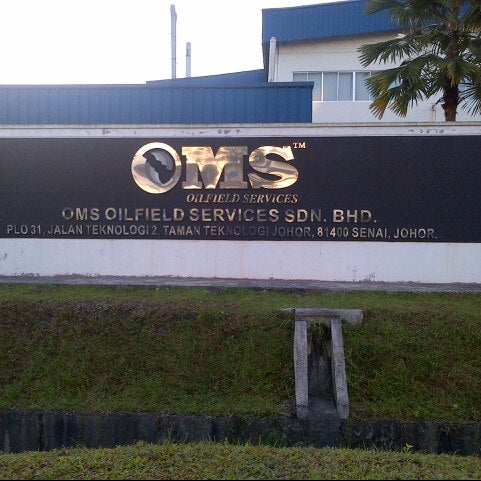 OMS™
OILFIELD SERVICES
OMS OILFIELD SERVICES SDN. BHD.
PLO 31, JALAN TEKNOLOGI 2, TAMAN TEKNOLOGI JOHOR, 81400 SENAI, JOHOR.